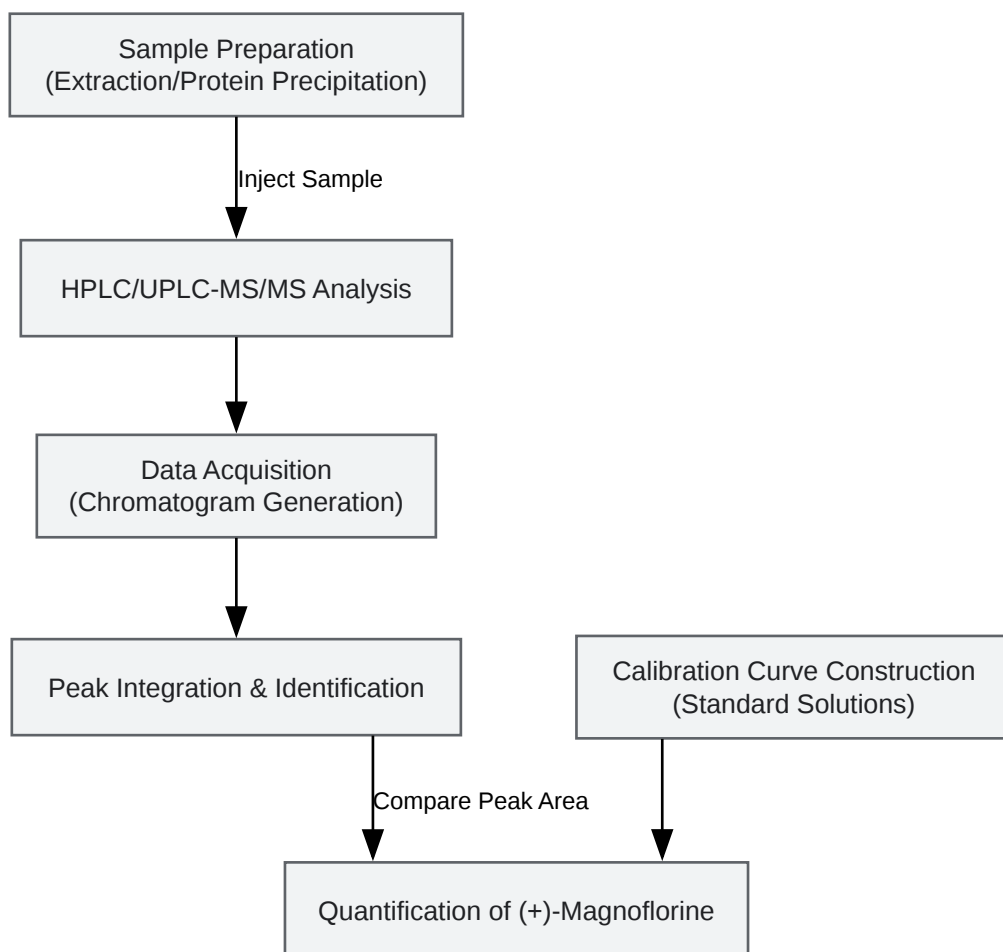 Sample Preparation
(Extraction/Protein Precipitation)
Inject Sample
HPLC/UPLC-MS/MS Analysis
Data Acquisition
(Chromatogram Generation)
Peak Integration & Identification
Calibration Curve Construction
(Standard Solutions)
Compare Peak Area
Quantification of (+)-Magnoflorine